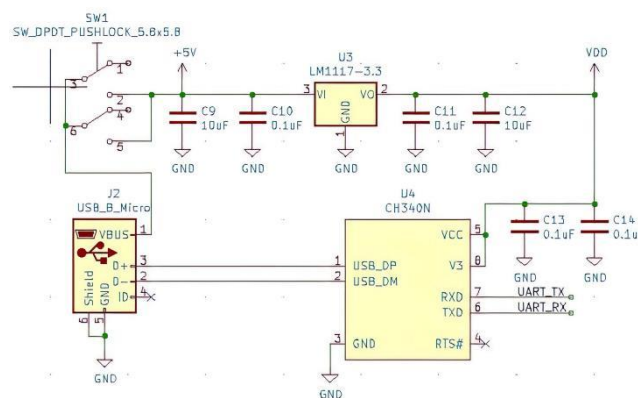 SW1
SW_DPDT_PUSHLOCK_5.8x5.8
1
3
2
4
6
5
+5V
C9
10uF
GND
C10
0.1uF
GND
U3
LM1117-3.3
3 VI VO 2
GND
1
GND
C11
0.1uF
GND
C12
10uF
GND
VDD
J2
USB_B_Micro
VBUS 1
D+ 3
D- 2
ID 4
Shield
GND
6
5
GND
U4
CH340N
VCC 5
V3 8
1 USB_DP
2 USB_DM
RXD 7 UART_TX
TXD 6 UART_RX
3 GND
RTS# 4
GND
C13
0.1uF
GND
C14
0.1u
GND